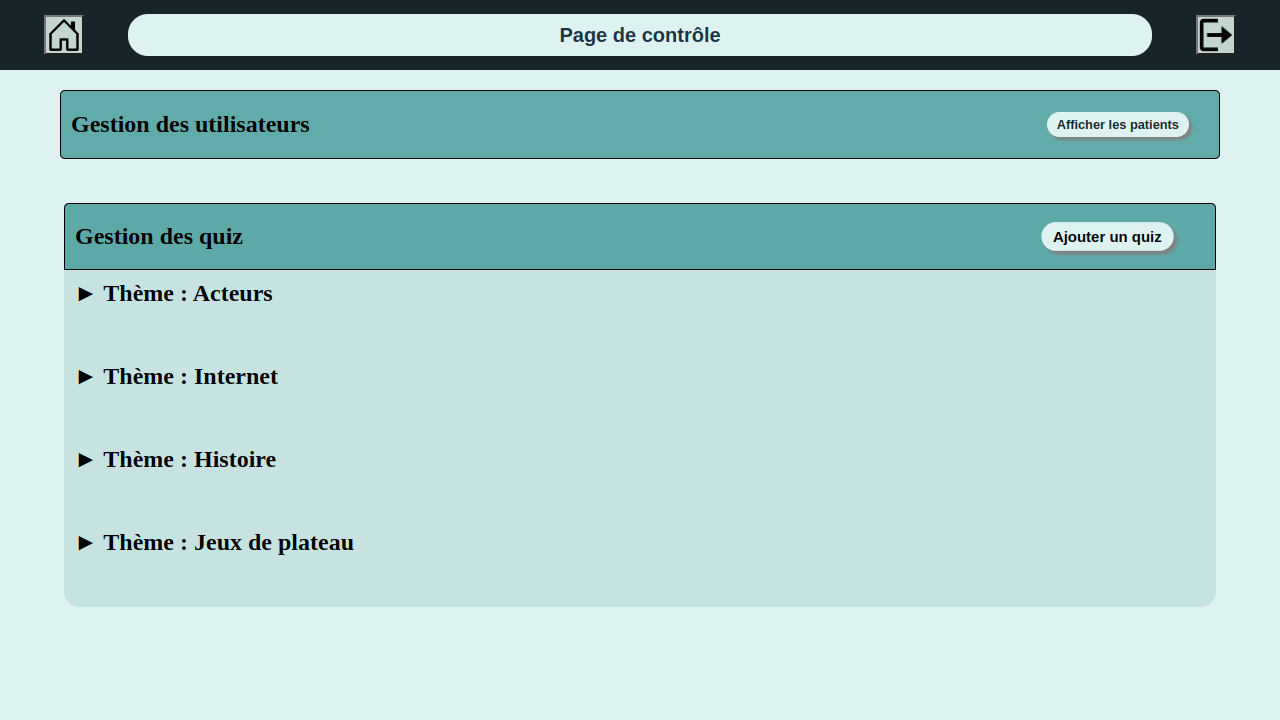 Page de contrôle
Gestion des utilisateurs
Afficher les patients
Gestion des quiz
Ajouter un quiz
► Thème : Acteurs
► Thème : Internet
► Thème : Histoire
► Thème : Jeux de plateau